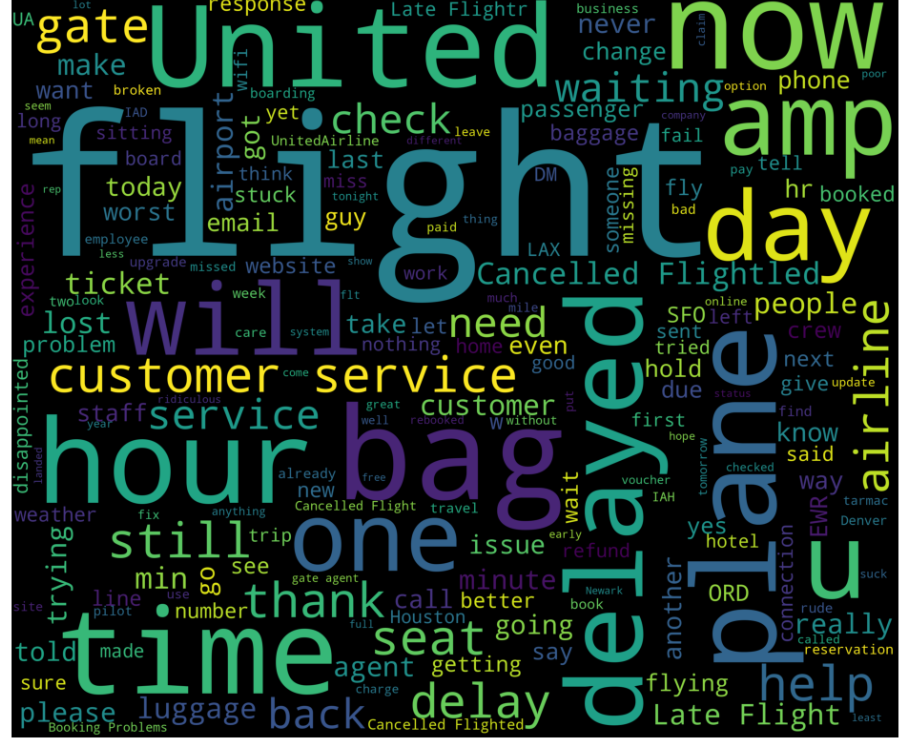 UA
gate
United
response
Late Flightr
business
never
now
lot
claim
make
wifi
change
want
broken
boarding
waiting
option
phone
poor
seem
long
IAD
yet
check
passenger
company
amp
mean
sitting
airport
got
UnitedAirline
leave
baggage
fail
flight
different
last
board
think
DM
pay
tell
rep
today
stuck
miss
tonight
someone
missing
fly
hr
booked
worst
email
guy
paid
thing
bad
day
experience
employee
less
upgrade
missed
website
show
work
LAX
Cancelled Flightled
ticket
week
flt
much
mile
SFO
online
left
people
two
look
will
lost
care
system
take
let
need
sent
crew
airline
problem
nothing
home
even
tried
next
good
hold
customer service
come
due
status
give
update
disappointed
ridiculous
great
customer
put
plane
find
staff
service
well
rebooked
w
without
first
know
year
hour
bag
delayed
hope
said
landed
already
free
wait
tomorrow
checked
way
new
voucher
IAH
tarmac
weather
fix
anything
Cancelled Flight
travel
EWR
Denver
one
early
yes
still
trip
issue
hotel
u
trying
refund
connection
suck
min
go
see
gate agent
minute
Newark
ORD
site
line
number
thank
call
better
book
another
rude
pilot
Houston
going
really
time
full
seat
called
told
made
say
reservation
agent
getting
sure
charge
flying
help
please
luggage
back
delay
Late Flight
least
Booking Problems
Cancelled Flighted